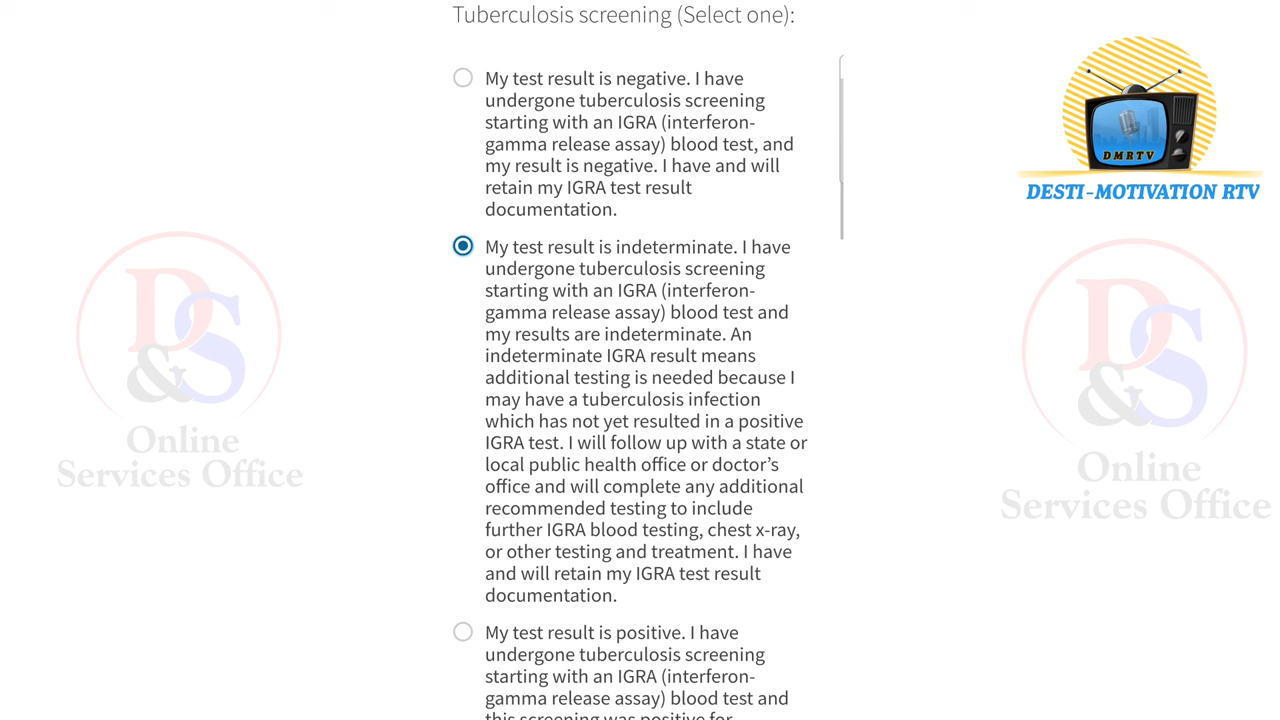 Tuberculosis screening (Select one):
My test result is negative. I have
undergone tuberculosis screening
starting with an IGRA (interferon-
gamma release assay) blood test, and
my result is negative. I have and will
retain my IGRA test result
documentation.
My test result is indeterminate. I have
undergone tuberculosis screening
starting with an IGRA (interferon-
gamma release assay) blood test and
my results are indeterminate. An
indeterminate IGRA result means
additional testing is needed because I
may have a tuberculosis infection
which has not yet resulted in a positive
IGRA test. I will follow up with a state or
local public health office or doctor’s
office and will complete any additional
recommended testing to include
further IGRA blood testing, chest x-ray,
or other testing and treatment. I have
and will retain my IGRA test result
documentation.
My test result is positive. I have
undergone tuberculosis screening
starting with an IGRA (interferon-
gamma release assay) blood test and
this screening was positive for
DMRTV
DESTI-MOTIVATION RTV
D&S
Online
Services Office
D&S
Online
Services Office